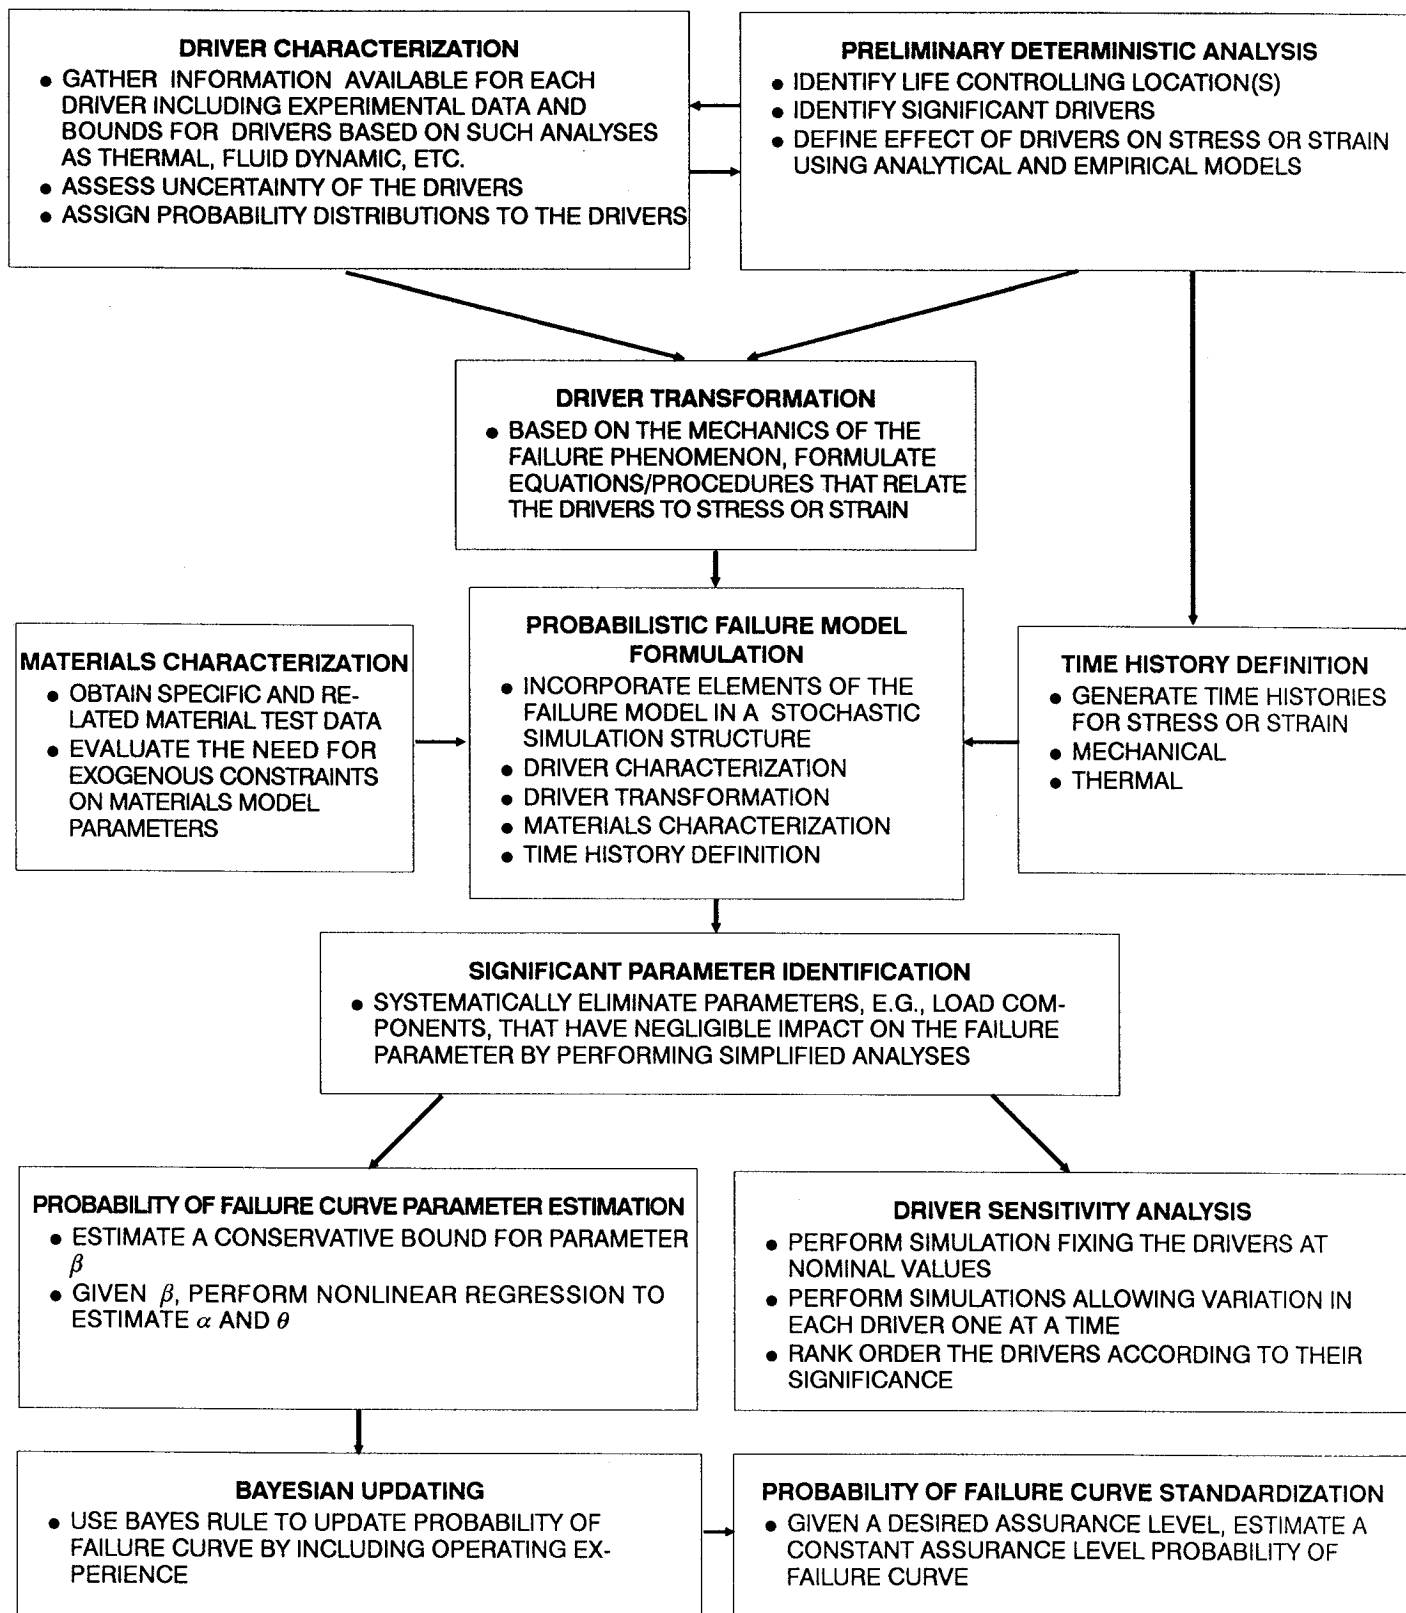 DRIVER CHARACTERIZATION
● GATHER INFORMATION AVAILABLE FOR EACH
DRIVER INCLUDING EXPERIMENTAL DATA AND
BOUNDS FOR DRIVERS BASED ON SUCH ANALYSES
AS THERMAL, FLUID DYNAMIC, ETC.
● ASSESS UNCERTAINTY OF THE DRIVERS
● ASSIGN PROBABILITY DISTRIBUTIONS TO THE DRIVERS
PRELIMINARY DETERMINISTIC ANALYSIS
● IDENTIFY LIFE CONTROLLING LOCATION(S)
● IDENTIFY SIGNIFICANT DRIVERS
● DEFINE EFFECT OF DRIVERS ON STRESS OR STRAIN
USING ANALYTICAL AND EMPIRICAL MODELS
DRIVER TRANSFORMATION
● BASED ON THE MECHANICS OF THE
FAILURE PHENOMENON, FORMULATE
EQUATIONS/PROCEDURES THAT RELATE
THE DRIVERS TO STRESS OR STRAIN
MATERIALS CHARACTERIZATION
● OBTAIN SPECIFIC AND RE-
LATED MATERIAL TEST DATA
● EVALUATE THE NEED FOR
EXOGENOUS CONSTRAINTS
ON MATERIALS MODEL
PARAMETERS
PROBABILISTIC FAILURE MODEL
FORMULATION
● INCORPORATE ELEMENTS OF THE
FAILURE MODEL IN A STOCHASTIC
SIMULATION STRUCTURE
● DRIVER CHARACTERIZATION
● DRIVER TRANSFORMATION
● MATERIALS CHARACTERIZATION
● TIME HISTORY DEFINITION
TIME HISTORY DEFINITION
● GENERATE TIME HISTORIES
FOR STRESS OR STRAIN
● MECHANICAL
● THERMAL
SIGNIFICANT PARAMETER IDENTIFICATION
● SYSTEMATICALLY ELIMINATE PARAMETERS, E.G., LOAD COM-
PONENTS, THAT HAVE NEGLIGIBLE IMPACT ON THE FAILURE
PARAMETER BY PERFORMING SIMPLIFIED ANALYSES
PROBABILITY OF FAILURE CURVE PARAMETER ESTIMATION
● ESTIMATE A CONSERVATIVE BOUND FOR PARAMETER
β
● GIVEN β, PERFORM NONLINEAR REGRESSION TO
ESTIMATE α AND θ
DRIVER SENSITIVITY ANALYSIS
● PERFORM SIMULATION FIXING THE DRIVERS AT
NOMINAL VALUES
● PERFORM SIMULATIONS ALLOWING VARIATION IN
EACH DRIVER ONE AT A TIME
● RANK ORDER THE DRIVERS ACCORDING TO THEIR
SIGNIFICANCE
BAYESIAN UPDATING
● USE BAYES RULE TO UPDATE PROBABILITY OF
FAILURE CURVE BY INCLUDING OPERATING EX-
PERIENCE
PROBABILITY OF FAILURE CURVE STANDARDIZATION
● GIVEN A DESIRED ASSURANCE LEVEL, ESTIMATE A
CONSTANT ASSURANCE LEVEL PROBABILITY OF
FAILURE CURVE